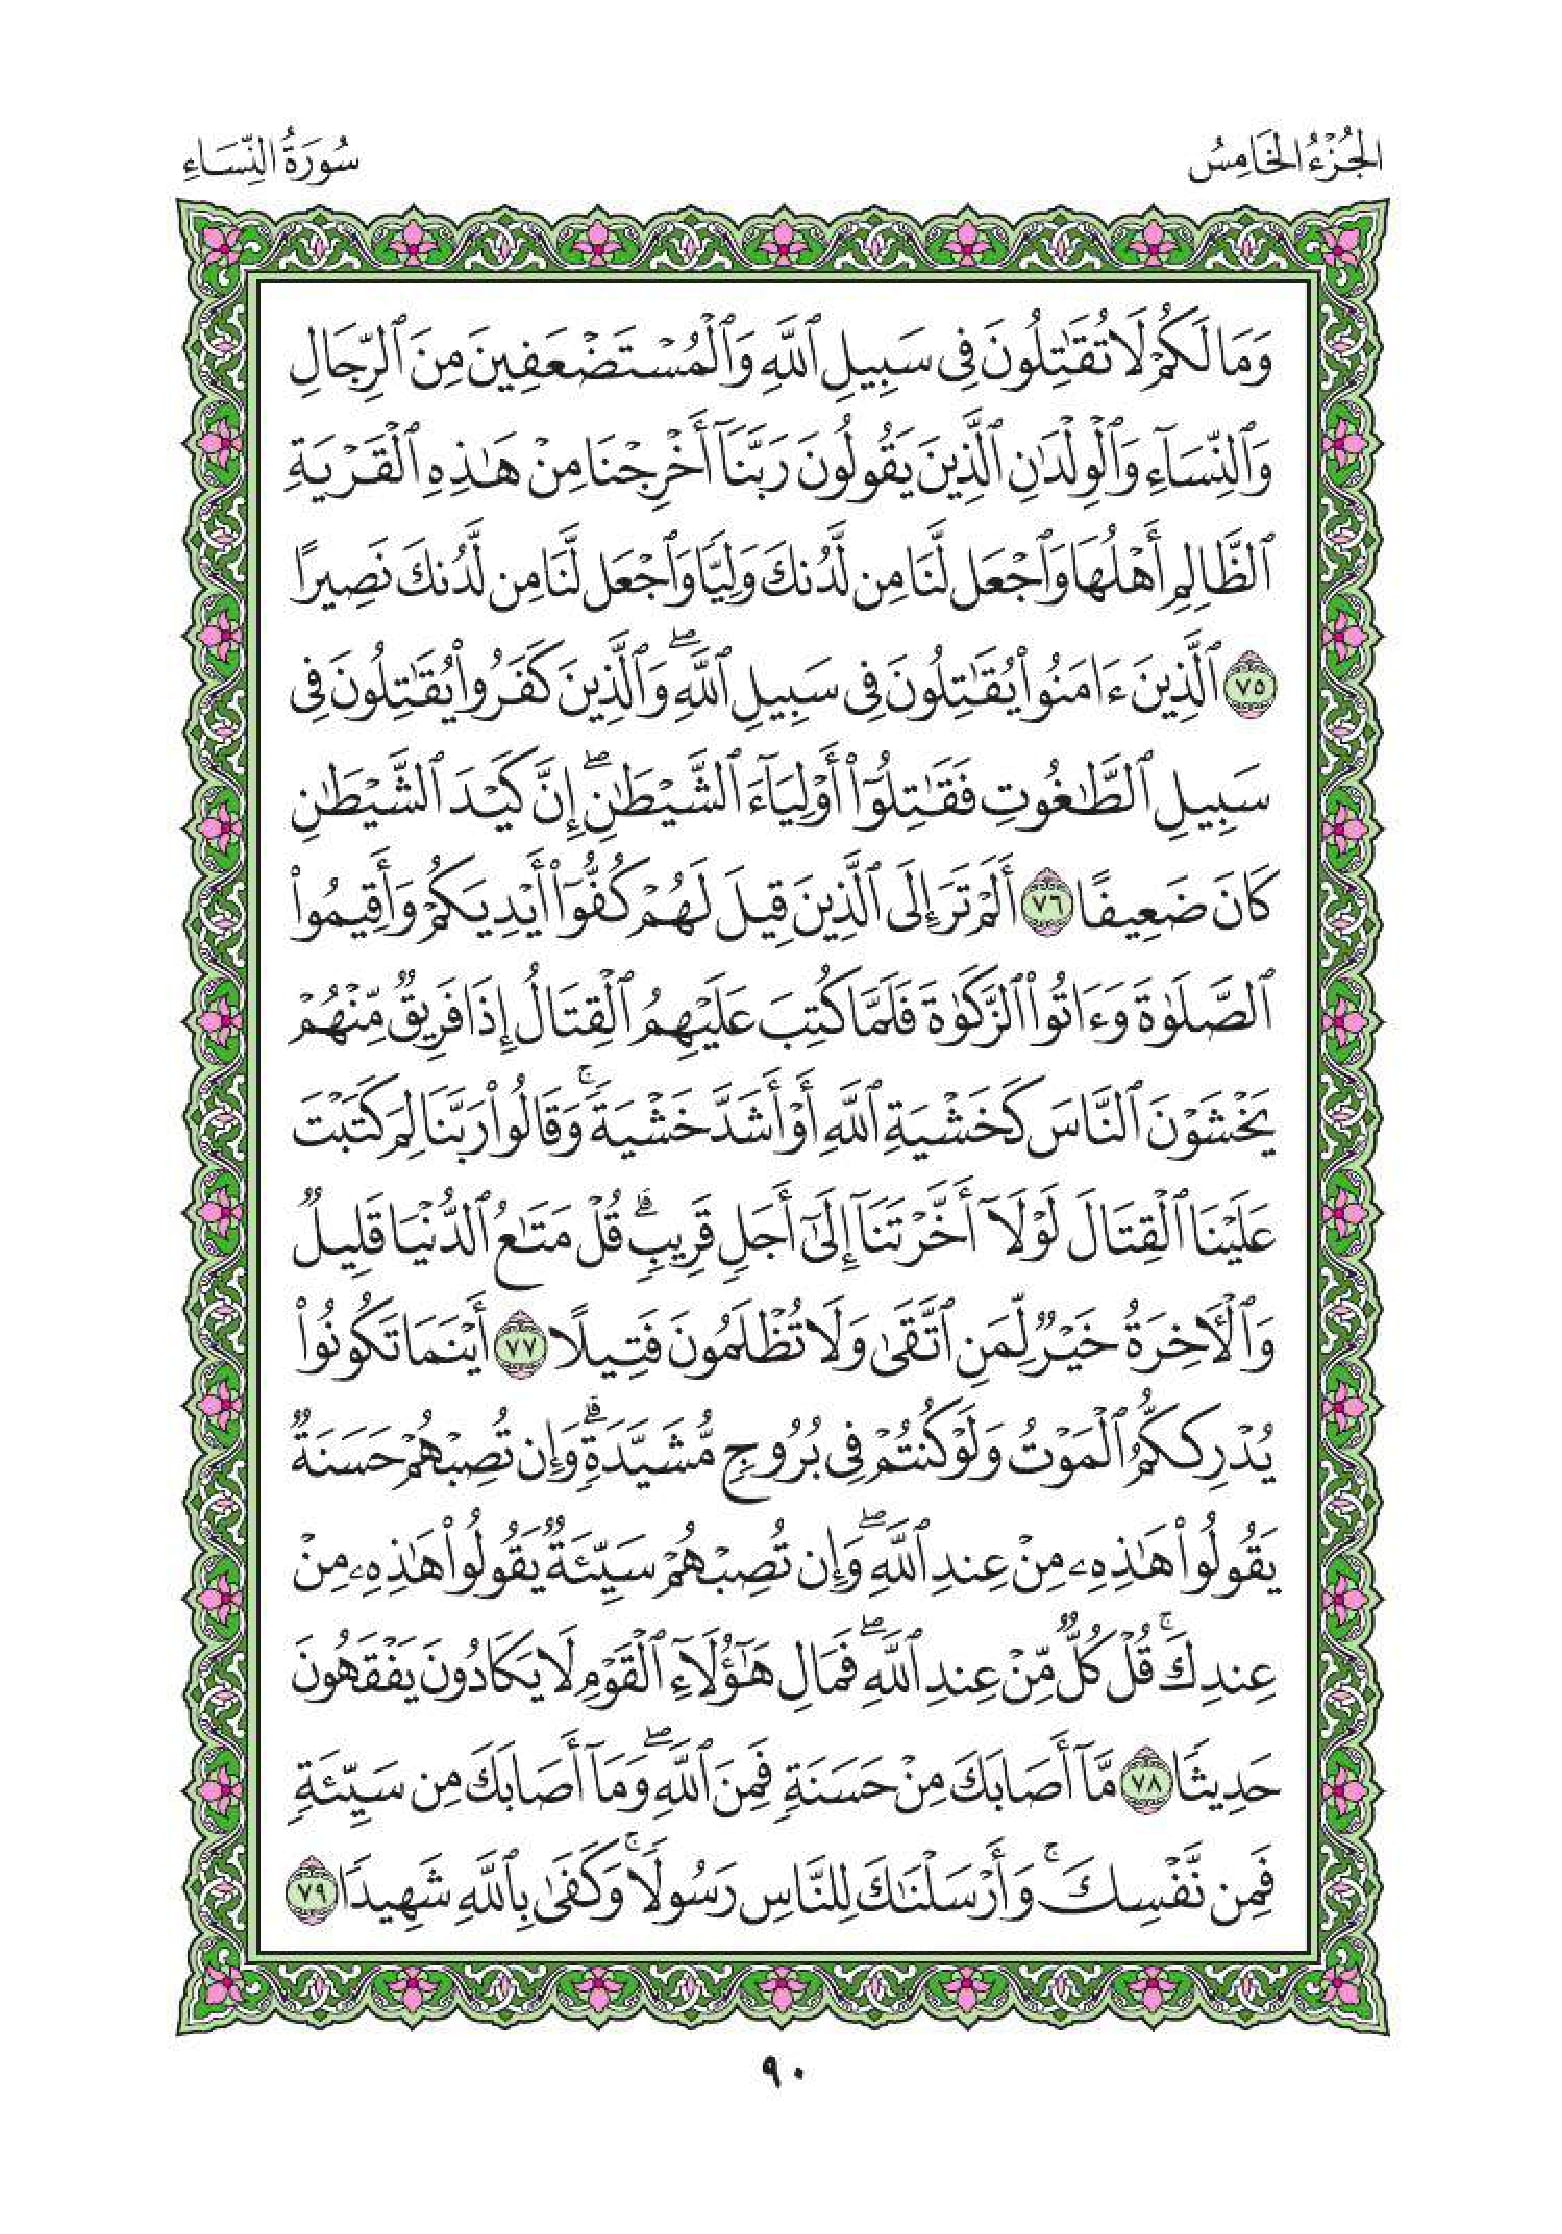 الجُزْءُ الخَامِسُ
سُورَةُ النِّسَاءِ
وَمَا لَكُمْ لَا تُقَٰتِلُونَ فِى سَبِيلِ ٱللَّهِ وَٱلْمُسْتَضْعَفِينَ مِنَ ٱلرِّجَالِ
وَٱلنِّسَآءِ وَٱلْوِلْدَٰنِ ٱلَّذِينَ يَقُولُونَ رَبَّنَآ أَخْرِجْنَا مِنْ هَٰذِهِ ٱلْقَرْيَةِ
ٱلظَّالِمِ أَهْلُهَا وَٱجْعَل لَّنَا مِن لَّدُنكَ وَلِيًّا وَٱجْعَل لَّنَا مِن لَّدُنكَ نَصِيرًا
٧٥ ٱلَّذِينَ ءَامَنُوا۟ يُقَٰتِلُونَ فِى سَبِيلِ ٱللَّهِۖ وَٱلَّذِينَ كَفَرُوا۟ يُقَٰتِلُونَ فِى
سَبِيلِ ٱلطَّٰغُوتِ فَقَٰتِلُوٓا۟ أَوْلِيَآءَ ٱلشَّيْطَٰنِۖ إِنَّ كَيْدَ ٱلشَّيْطَٰنِ
كَانَ ضَعِيفًا ٧٦ أَلَمْ تَرَ إِلَى ٱلَّذِينَ قِيلَ لَهُمْ كُفُّوٓا۟ أَيْدِيَكُمْ وَأَقِيمُوا۟
ٱلصَّلَوٰةَ وَءَاتُوا۟ ٱلزَّكَوٰةَ فَلَمَّا كُتِبَ عَلَيْهِمُ ٱلْقِتَالُ إِذَا فَرِيقٌ مِّنْهُمْ
يَخْشَوْنَ ٱلنَّاسَ كَخَشْيَةِ ٱللَّهِ أَوْ أَشَدَّ خَشْيَةًۚ وَقَالُوا۟ رَبَّنَا لِمَ كَتَبْتَ
عَلَيْنَا ٱلْقِتَالَ لَوْلَآ أَخَّرْتَنَآ إِلَىٰٓ أَجَلٍ قَرِيبٍۗ قُلْ مَتَٰعُ ٱلدُّنْيَا قَلِيلٌ
وَٱلْءَاخِرَةُ خَيْرٌ لِّمَنِ ٱتَّقَىٰ وَلَا تُظْلَمُونَ فَتِيلًا ٧٧ أَيْنَمَا تَكُونُوا۟
يُدْرِككُّمُ ٱلْمَوْتُ وَلَوْ كُنتُمْ فِى بُرُوجٍ مُّشَيَّدَةٍۗ وَإِن تُصِبْهُمْ حَسَنَةٌ
يَقُولُوا۟ هَٰذِهِۦ مِنْ عِندِ ٱللَّهِۖ وَإِن تُصِبْهُمْ سَيِّئَةٌ يَقُولُوا۟ هَٰذِهِۦ مِنْ
عِندِكَۚ قُلْ كُلٌّ مِّنْ عِندِ ٱللَّهِۖ فَمَالِ هَٰٓؤُلَآءِ ٱلْقَوْمِ لَا يَكَادُونَ يَفْقَهُونَ
حَدِيثًا ٧٨ مَّآ أَصَابَكَ مِنْ حَسَنَةٍ فَمِنَ ٱللَّهِۖ وَمَآ أَصَابَكَ مِن سَيِّئَةٍ
فَمِن نَّفْسِكَۚ وَأَرْسَلْنَٰكَ لِلنَّاسِ رَسُولًاۚ وَكَفَىٰ بِٱللَّهِ شَهِيدًا ٧٩
٩٠